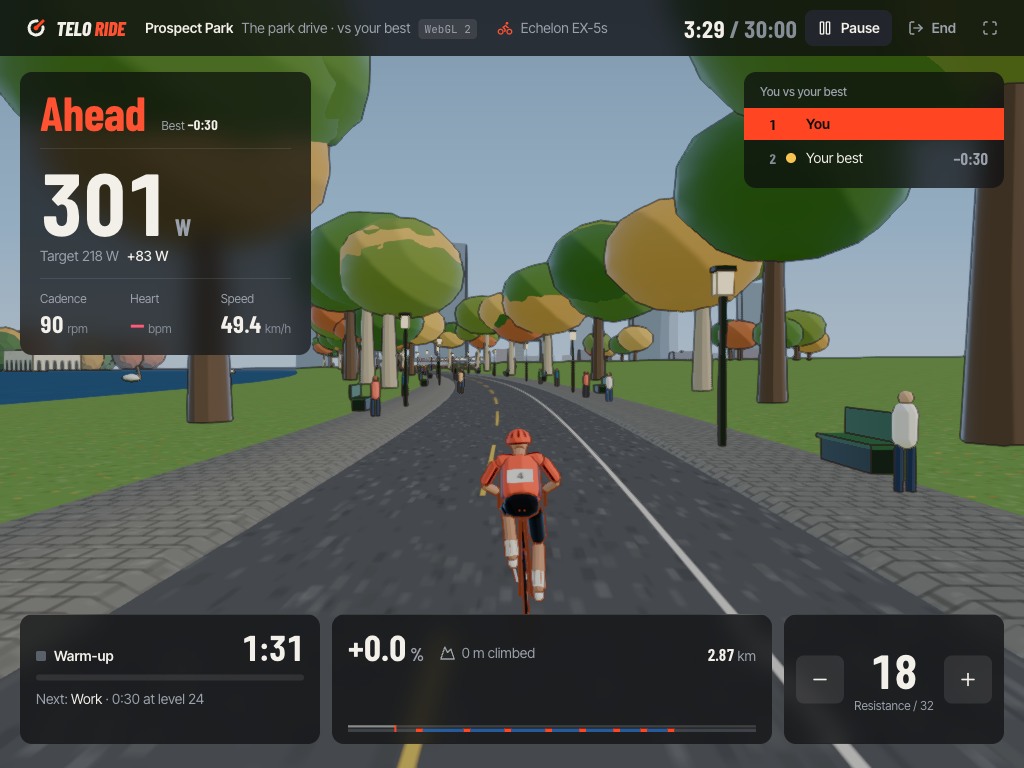 TELO RIDE
Prospect Park The park drive · vs your best WebGL 2 Echelon EX-5s
3:29 / 30:00
Pause
End
Ahead Best −0:30
301 W
Target 218 W +83 W
Cadence Heart Speed
90 rpm – bpm 49.4 km/h
You vs your best
1 You
2 Your best −0:30
4
Warm-up 1:31
Next: Work · 0:30 at level 24
+0.0 % 0 m climbed 2.87 km
− 18 +
Resistance / 32